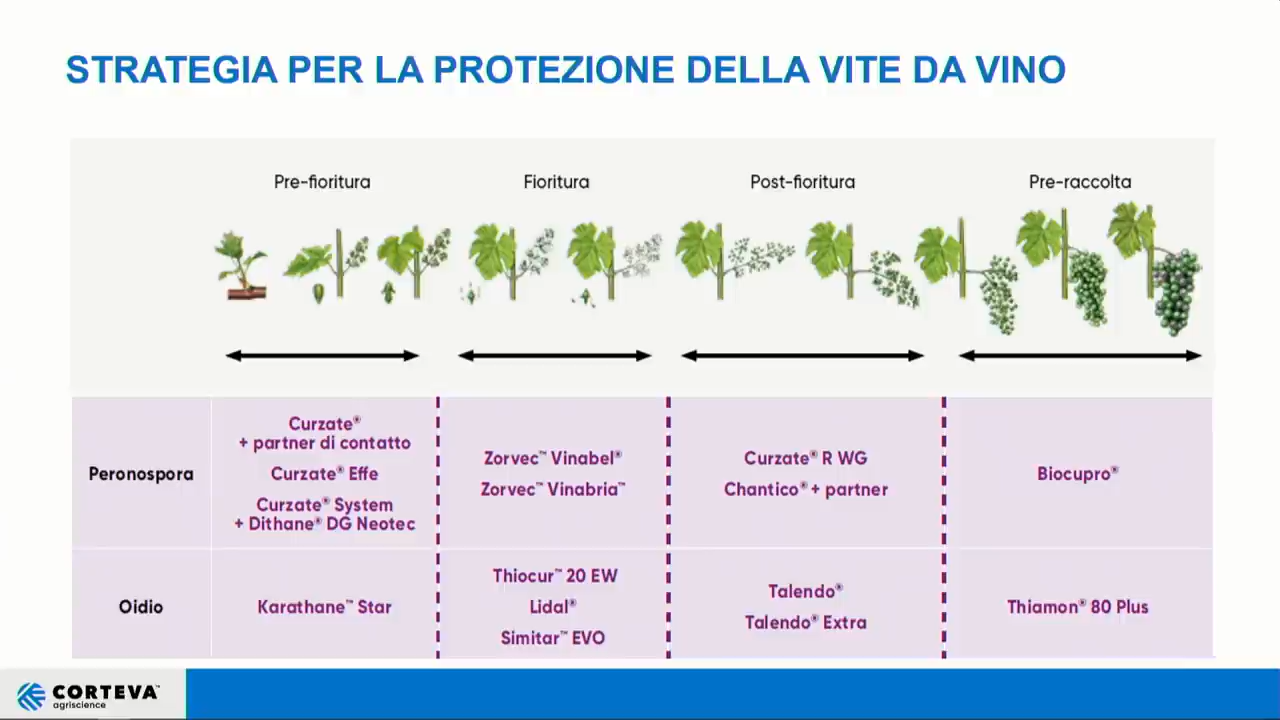 STRATEGIA PER LA PROTEZIONE DELLA VITE DA VINO
Pre-fioritura
Fioritura
Post-fioritura
Pre-raccolta
Peronospora
Curzate®
+ partner di contatto
Curzate® Effe
Curzate® System
+ Dithane® DG Neotec
Zorvec™ Vinabel®
Zorvec™ Vinabria™
Curzate® R WG
Chantico® + partner
Biocupro®
Oidio
Karathane™ Star
Thiocur™ 20 EW
Lidal®
Simitar™ EVO
Talendo®
Talendo® Extra
Thiamon® 80 Plus
CORTEVA™
agriscience